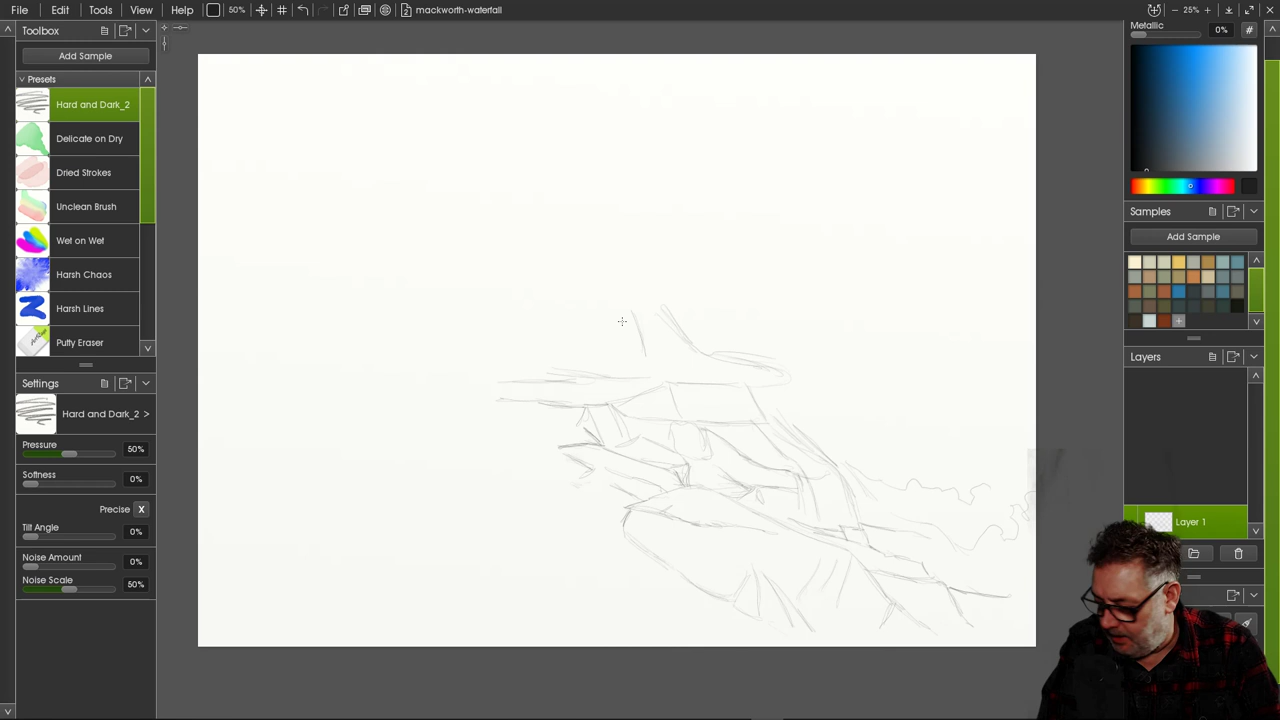 File Edit Tools View Help 50% mackworth-waterfall 25%
Toolbox
Add Sample
Presets
Hard and Dark_2
Delicate on Dry
Dried Strokes
Unclean Brush
Wet on Wet
Harsh Chaos
Harsh Lines
Putty Eraser
Settings
Hard and Dark_2 >
Pressure 50%
Softness 0%
Precise X
Tilt Angle 0%
Noise Amount 0%
Noise Scale 50%
Metallic 0% #
Samples
Add Sample
Layers
Layer 1